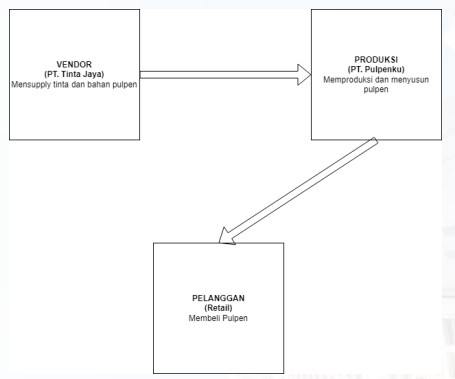 VENDOR
(PT. Tinta Jaya)
Mensupply tinta dan bahan pulpen
PRODUKSI
(PT. Pulpenku)
Memproduksi dan menyusun
pulpen
PELANGGAN
(Retail)
Membeli Pulpen